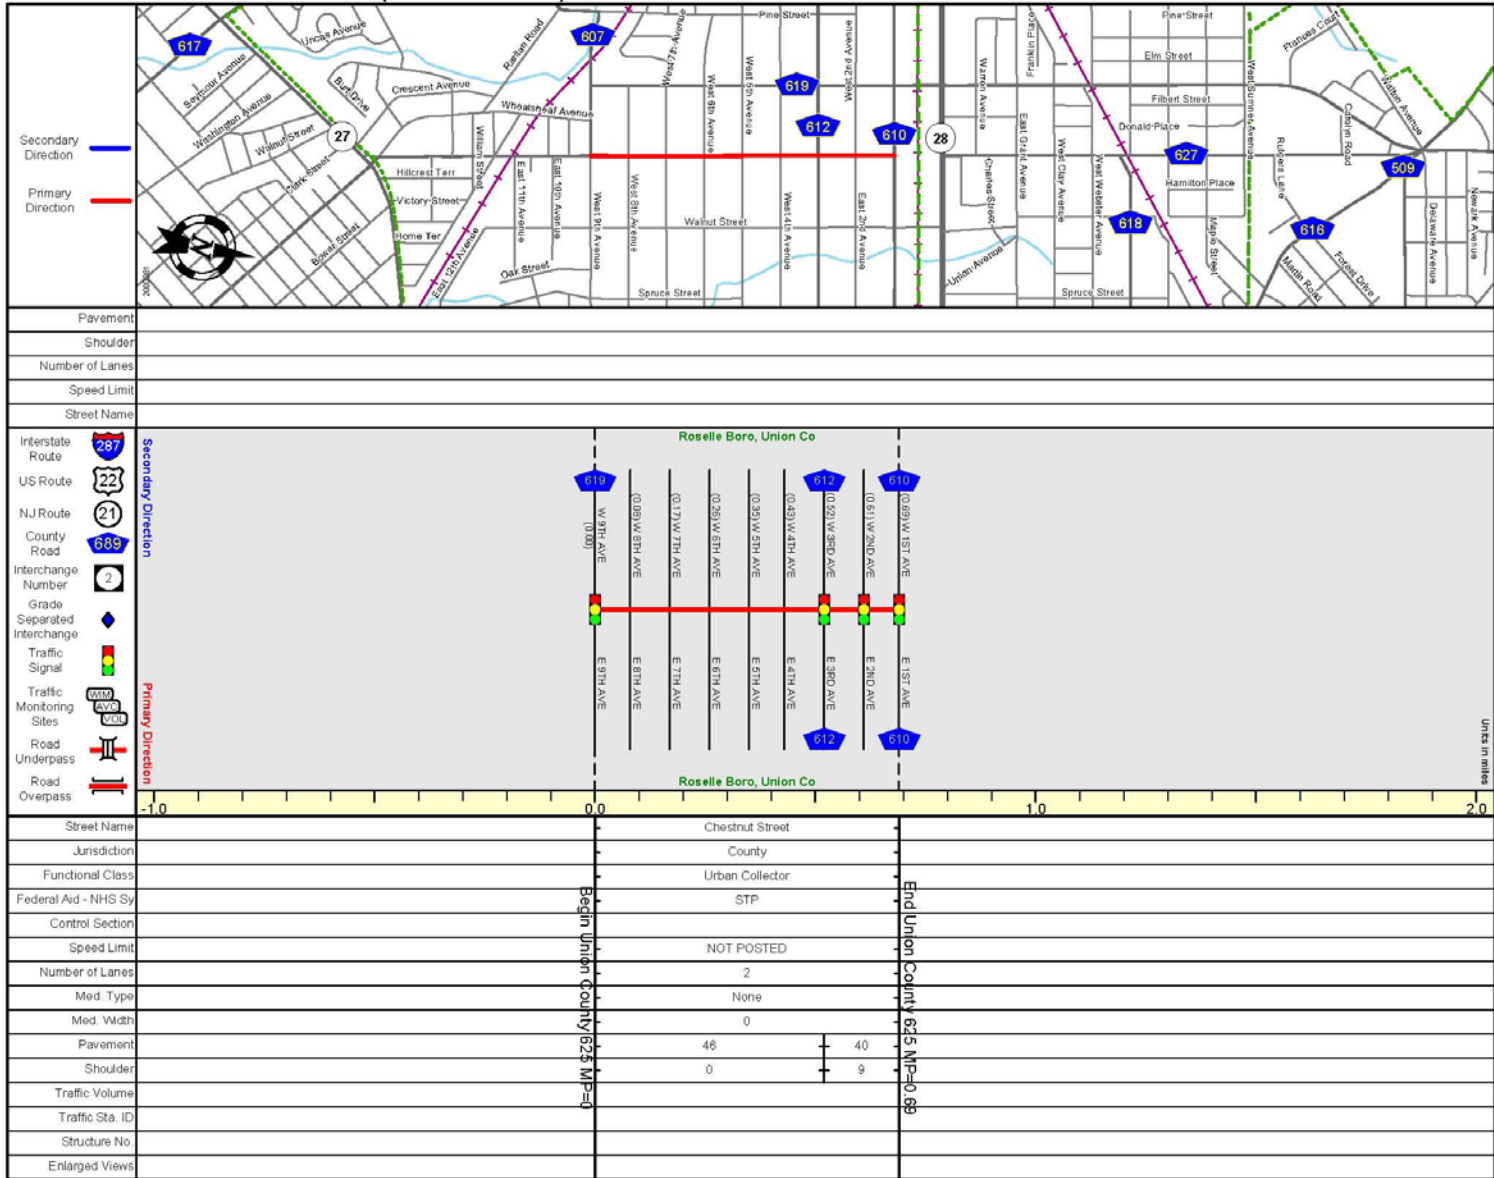 617
Uncas Avenue
Raritan Road
607
West 7th Avenue
Pine Street
West 2nd Avenue
Franklin Place
Pine Street
Frances Court
Seymour Avenue
Burt Drive
Crescent Avenue
West 6th Avenue
West 5th Avenue
619
Warren Avenue
Elm Street
West Sumner Avenue
Walton Avenue
Washington Avenue
Wheatsheaf Avenue
Filbert Street
Carolyn Road
Secondary
Direction
Walnut Street
27
William Street
612
610
28
East Grant Avenue
Donald Place
627
Rutgers Lane
509
Clark Street
Primary
Direction
Hillcrest Terr
Victory Street
East 11th Avenue
East 10th Avenue
West 9th Avenue
West 8th Avenue
West 4th Avenue
East 2nd Avenue
Charles Street
West Clay Avenue
West Webster Avenue
Hamilton Place
Delaware Avenue
Newark Avenue
N
Bower Street
Home Ter
East 12th Avenue
Walnut Street
618
Maple Street
616
Oak Street
Union Avenue
Martin Road
Forest Drive
Spruce Street
Spruce Street
Pavement
Shoulder
Number of Lanes
Speed Limit
Street Name
Interstate
Route
287
US Route
22
NJ Route
21
County
Road
689
Interchange
Number
2
Grade
Separated
Interchange
Traffic
Signal
Traffic
Monitoring
Sites
WIM
AVC
VOL
Road
Underpass
Road
Overpass
Secondary Direction
Primary Direction
Roselle Boro, Union Co
619
612
610
W 9TH AVE
(0.00)
(0.08) W 8TH AVE
(0.17) W 7TH AVE
(0.26) W 6TH AVE
(0.35) W 5TH AVE
(0.43) W 4TH AVE
(0.52) W 3RD AVE
(0.61) W 2ND AVE
(0.69) W 1ST AVE
E 9TH AVE
E 8TH AVE
E 7TH AVE
E 6TH AVE
E 5TH AVE
E 4TH AVE
E 3RD AVE
E 2ND AVE
E 1ST AVE
612
610
Roselle Boro, Union Co
Units in miles
-1.0
0.0
1.0
2.0
Street Name
Chestnut Street
Jurisdiction
County
Functional Class
Urban Collector
Federal Aid - NHS Sy
STP
Control Section
Speed Limit
NOT POSTED
Number of Lanes
2
Med. Type
None
Med. Width
0
Pavement
46
40
Shoulder
0
9
Traffic Volume
Traffic Sta. ID
Structure No.
Enlarged Views
Begin Union County 625 MP=0
End Union County 625 MP=0.69